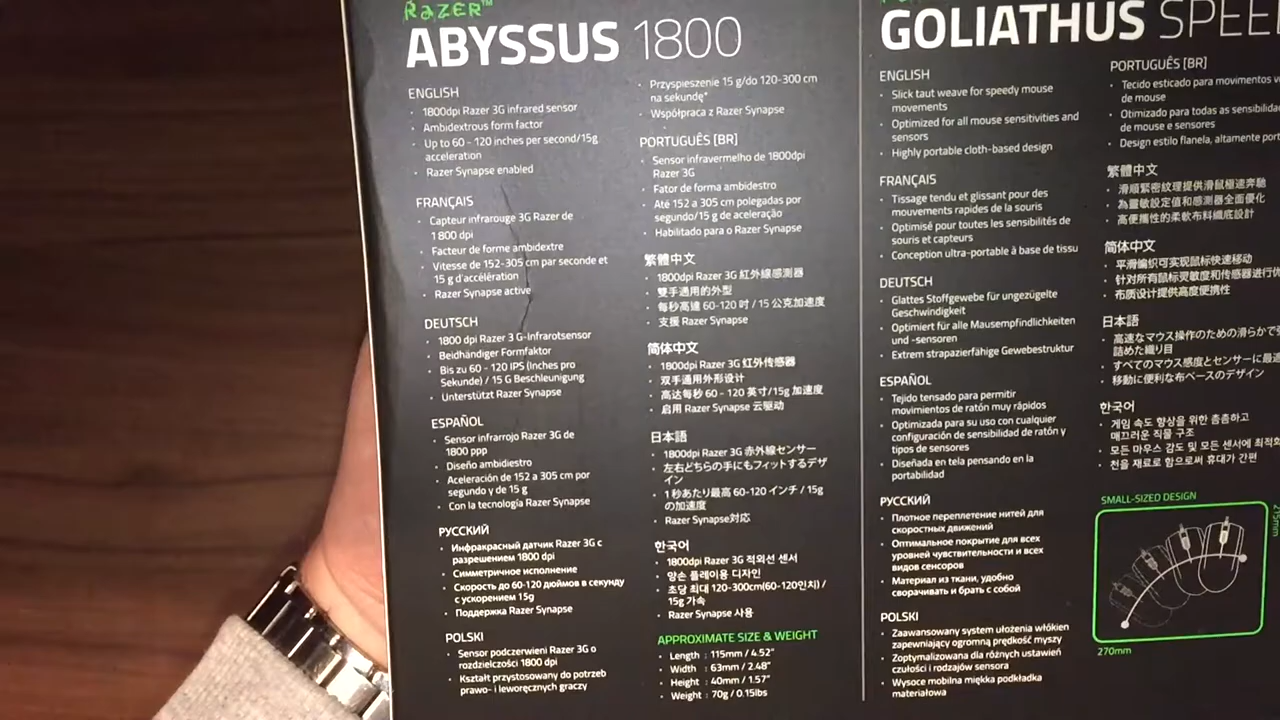 RAZER™
ABYSSUS 1800
ENGLISH
· 1800dpi Razer 3G infrared sensor
· Ambidextrous form factor
· Up to 60 - 120 inches per second/15g
acceleration
· Razer Synapse enabled
FRANÇAIS
· Capteur infrarouge 3G Razer de
1 800 dpi
· Facteur de forme ambidextre
· Vitesse de 152-305 cm par seconde et
15 g d'accélération
· Razer Synapse active
DEUTSCH
· 1800 dpi Razer 3 G-Infrarotsensor
· Beidhändiger Formfaktor
· Bis zu 60 - 120 IPS (Inches pro
Sekunde) / 15 G Beschleunigung
· Unterstützt Razer Synapse
ESPAÑOL
· Sensor infrarrojo Razer 3G de
1800 ppp
· Diseño ambidiestro
· Aceleración de 152 a 305 cm por
segundo y de 15 g
· Con la tecnología Razer Synapse
РУССКИЙ
· Инфракрасный датчик Razer 3G с
разрешением 1800 dpi
· Симметричное исполнение
· Скорость до 60-120 дюймов в секунду
с ускорением 15g
· Поддержка Razer Synapse
POLSKI
· Sensor podczerwieni Razer 3G o
rozdzielczości 1800 dpi
· Kształt przystosowany do potrzeb
prawo- i leworęcznych graczy
· Przyspieszenie 15 g/do 120-300 cm
na sekundę*
· Współpraca z Razer Synapse
PORTUGUÊS [BR]
· Sensor infravermelho de 1800dpi
Razer 3G
· Fator de forma ambidestro
· Até 152 a 305 cm polegadas por
segundo/15 g de aceleração
· Habilitado para o Razer Synapse
繁體中文
· 1800dpi Razer 3G 紅外線感測器
· 雙手通用的外型
· 每秒高達 60-120 吋 / 15 公克加速度
· 支援 Razer Synapse
简体中文
· 1800dpi Razer 3G 红外传感器
· 双手通用外形设计
· 高达每秒 60 - 120 英寸/15g 加速度
· 启用 Razer Synapse 云驱动
日本語
· 1800dpi Razer 3G 赤外線センサー
· 左右どちらの手にもフィットするデザ
イン
· 1 秒あたり最高 60-120 インチ / 15g
の加速度
· Razer Synapse対応
한국어
· 1800dpi Razer 3G 적외선 센서
· 양손 플레이용 디자인
· 초당 최대 120-300cm(60-120인치) /
15g 가속
· Razer Synapse 사용
APPROXIMATE SIZE & WEIGHT
· Length : 115mm / 4.52"
· Width : 63mm / 2.48"
· Height : 40mm / 1.57"
· Weight : 70g / 0.15lbs
GOLIATHUS SPEE
ENGLISH
· Slick taut weave for speedy mouse
movements
· Optimized for all mouse sensitivities and
sensors
· Highly portable cloth-based design
FRANÇAIS
· Tissage tendu et glissant pour des
mouvements rapides de la souris
· Optimisé pour toutes les sensibilités de
souris et capteurs
· Conception ultra-portable à base de tissu
DEUTSCH
· Glattes Stoffgewebe für ungezügelte
Geschwindigkeit
· Optimiert für alle Mausempfindlichkeiten
und -sensoren
· Extrem strapazierfähige Gewebestruktur
ESPAÑOL
· Tejido tensado para permitir
movimientos de ratón muy rápidos
· Optimizada para su uso con cualquier
configuración de sensibilidad de ratón y
tipos de sensores
· Diseñada en tela pensando en la
portabilidad
РУССКИЙ
· Плотное переплетение нитей для
скоростных движений
· Оптимальное покрытие для всех
уровней чувствительности и всех
видов сенсоров
· Материал из ткани, удобно
сворачивать и брать с собой
POLSKI
· Zaawansowany system ułożenia włókien
zapewniający ogromną prędkość myszy
· Zoptymalizowana dla różnych ustawień
czułości i rodzajów sensora
· Wysoce mobilna miękka podkładka
materiałowa
PORTUGUÊS [BR]
· Tecido esticado para movimentos
de mouse
· Otimizado para todas as
de mouse e sensores
· Design estilo flanela, altamente
繁體中文
· 滑順緊密紋理提供滑鼠極速奔馳
· 為靈敏設定值和感測器全面優化
· 高便攜性的柔軟布料織底設計
简体中文
· 平滑编织可实现鼠标快速移动
· 针对所有鼠标灵敏度和传感器进行
· 布质设计提供高度便携性
日本語
· 高速なマウス操作のための滑らかで
詰めた織り目
· すべてのマウス感度とセンサーに最
· 移動に便利な布ベースのデザイン
한국어
· 게임 속도 향상을 위한 촘촘하고
매끄러운 직물 구조
· 모든 마우스 감도 및 모든 센서에 최적
· 천을 재료로 함으로써 휴대가 간편
SMALL-SIZED DESIGN
215mm
270mm